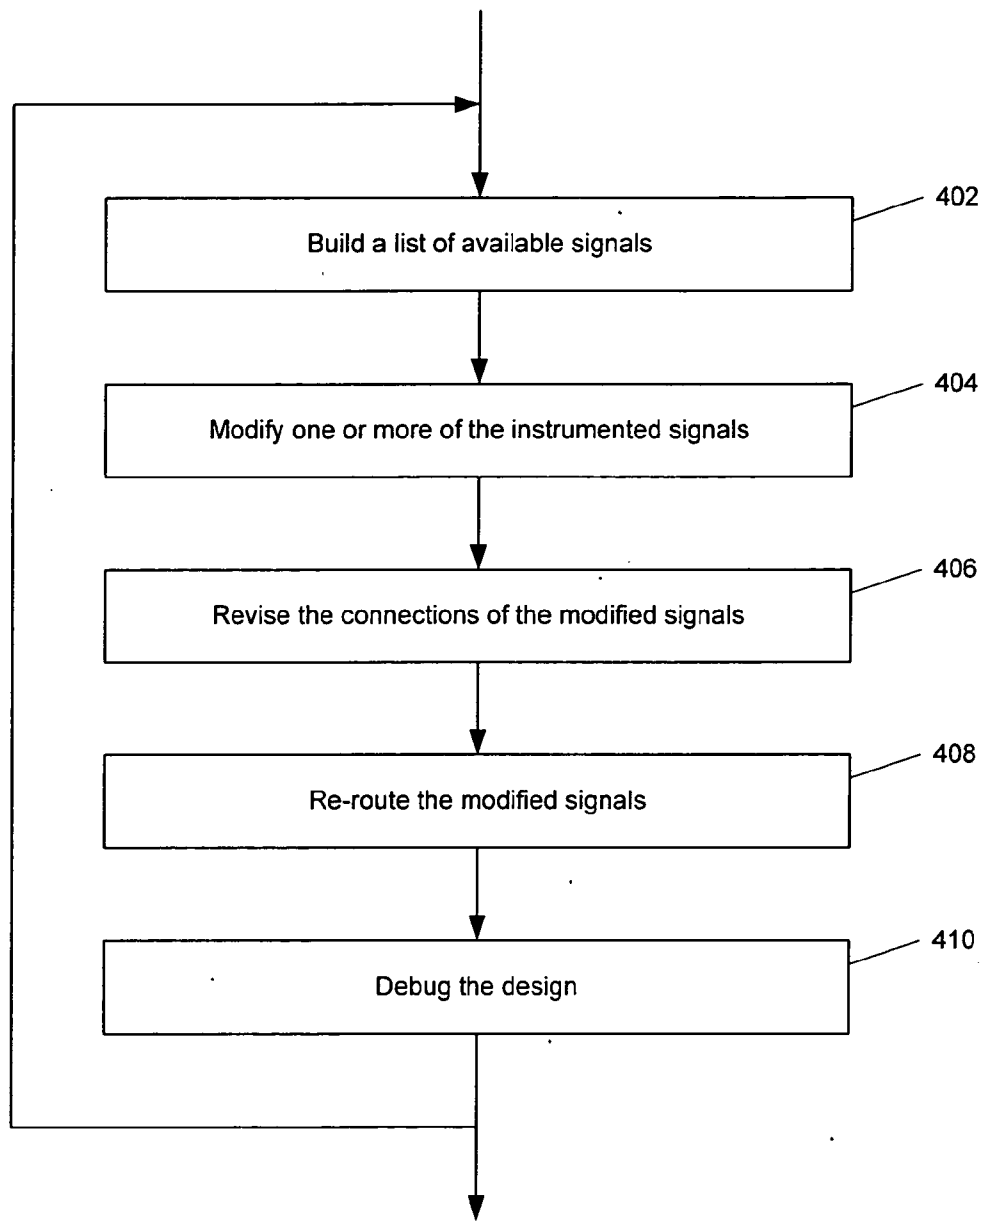 402
Build a list of available signals
404
Modify one or more of the instrumented signals
406
Revise the connections of the modified signals
408
Re-route the modified signals
410
Debug the design